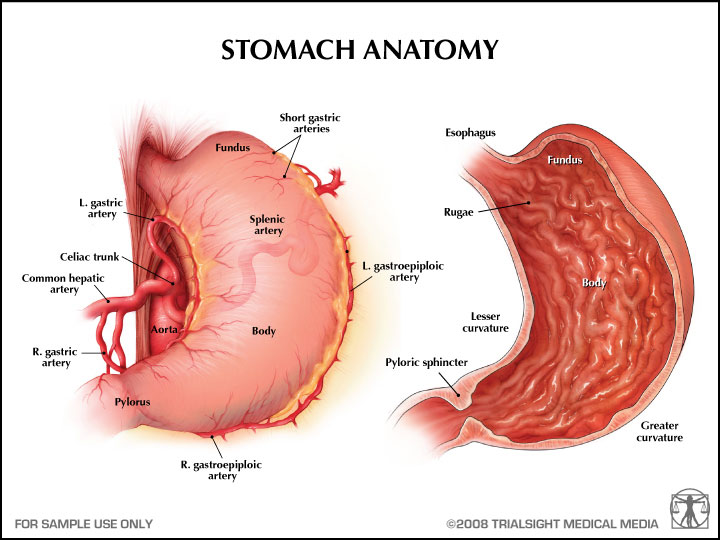 STOMACH ANATOMY
Short gastric
arteries
Fundus
L. gastric
artery
Splenic
artery
Celiac trunk
Common hepatic
artery
L. gastroepiploic
artery
Aorta
Body
R. gastric
artery
Pylorus
R. gastroepiploic
artery
Esophagus
Fundus
Rugae
Body
Lesser
curvature
Pyloric sphincter
Greater
curvature
FOR SAMPLE USE ONLY
©2008 TRIALSIGHT MEDICAL MEDIA